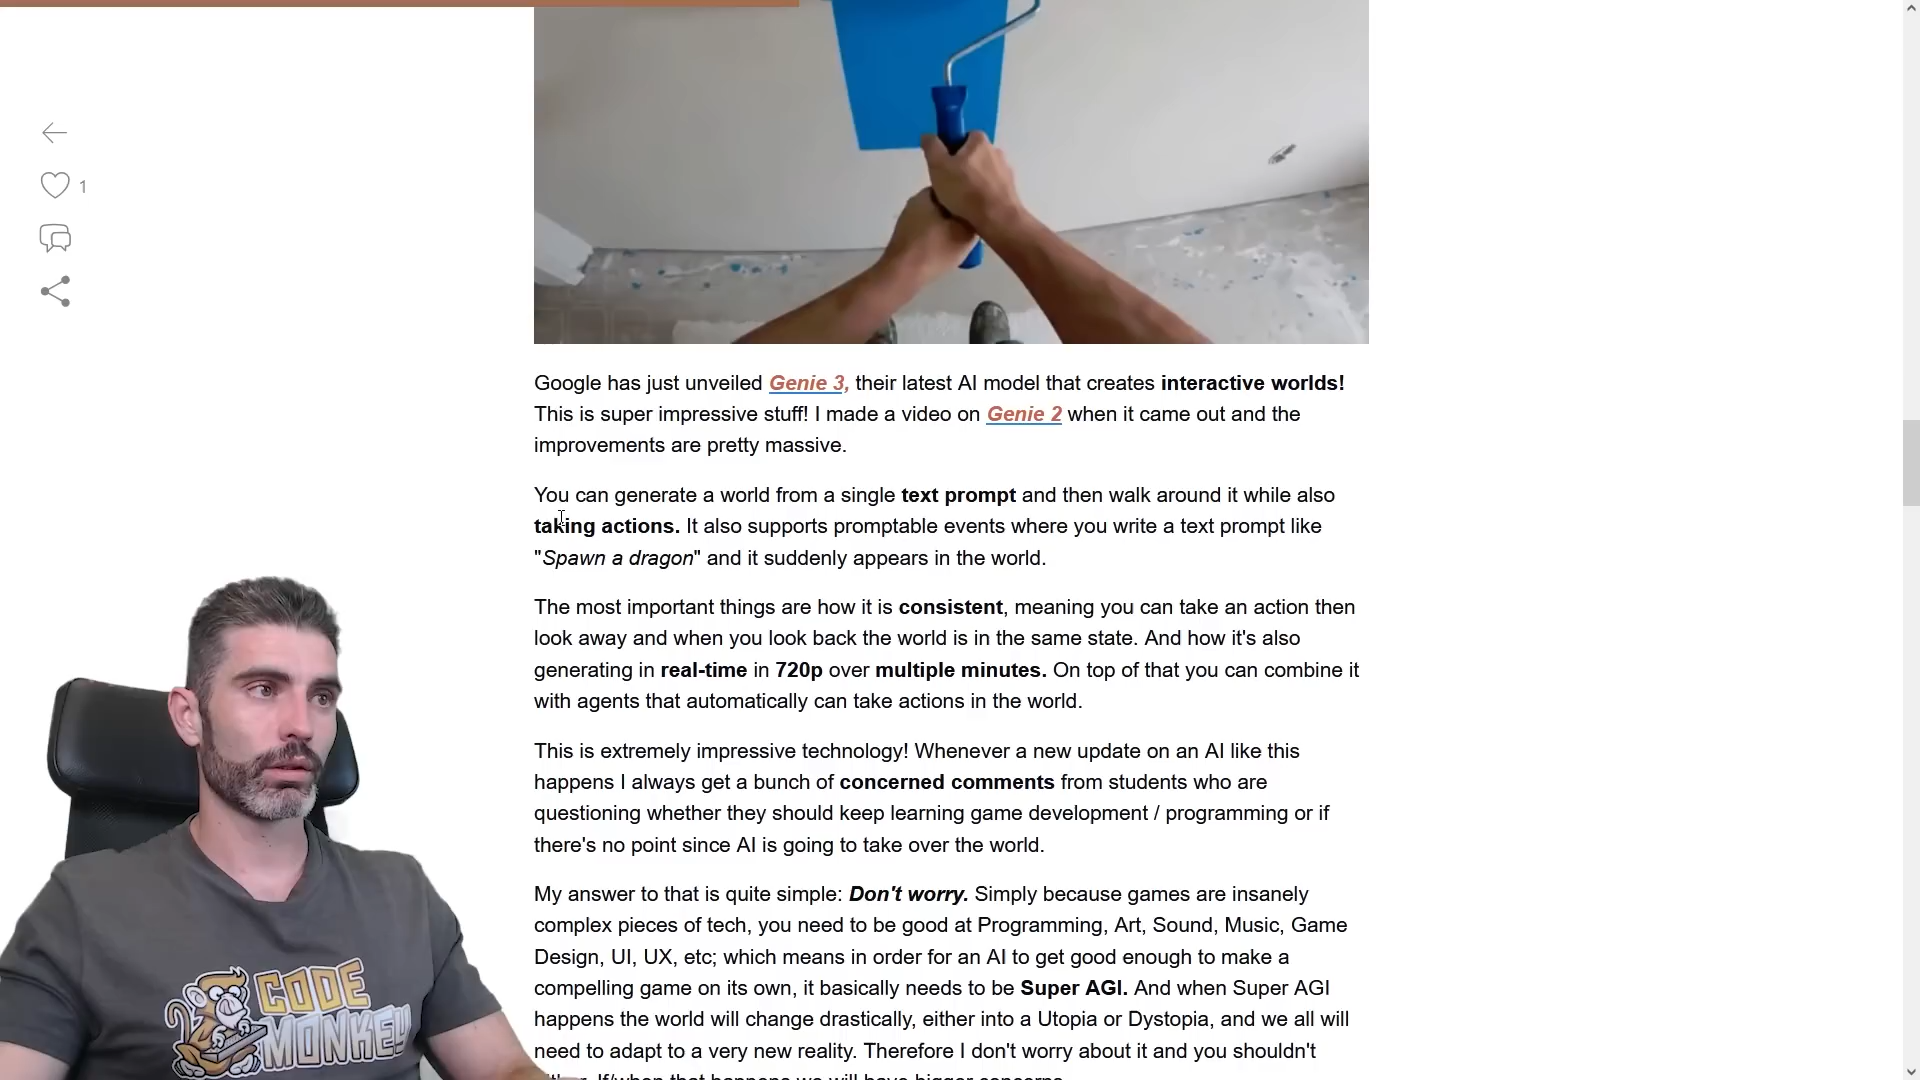 1
Google has just unveiled Genie 3, their latest AI model that creates interactive worlds!
This is super impressive stuff! I made a video on Genie 2 when it came out and the
improvements are pretty massive.
You can generate a world from a single text prompt and then walk around it while also
taking actions. It also supports promptable events where you write a text prompt like
"Spawn a dragon" and it suddenly appears in the world.
The most important things are how it is consistent, meaning you can take an action then
look away and when you look back the world is in the same state. And how it's also
generating in real-time in 720p over multiple minutes. On top of that you can combine it
with agents that automatically can take actions in the world.
This is extremely impressive technology! Whenever a new update on an AI like this
happens I always get a bunch of concerned comments from students who are
questioning whether they should keep learning game development / programming or if
there's no point since AI is going to take over the world.
My answer to that is quite simple: Don't worry. Simply because games are insanely
complex pieces of tech, you need to be good at Programming, Art, Sound, Music, Game
Design, UI, UX, etc; which means in order for an AI to get good enough to make a
compelling game on its own, it basically needs to be Super AGI. And when Super AGI
happens the world will change drastically, either into a Utopia or Dystopia, and we all will
need to adapt to a very new reality. Therefore I don't worry about it and you shouldn't
CODE
MONKEY